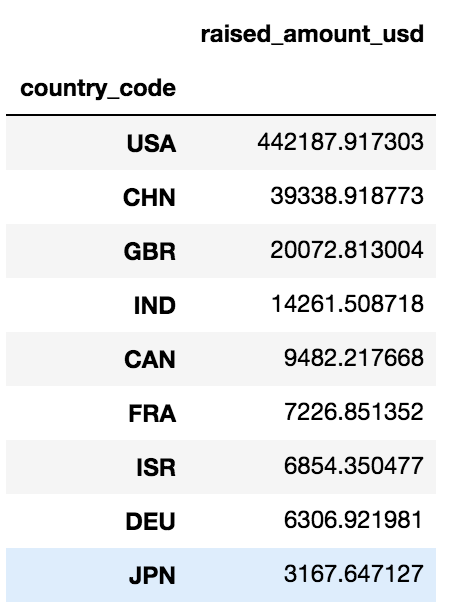 raised_amount_usd
country_code
USA 442187.917303
CHN 39338.918773
GBR 20072.813004
IND 14261.508718
CAN 9482.217668
FRA 7226.851352
ISR 6854.350477
DEU 6306.921981
JPN 3167.647127